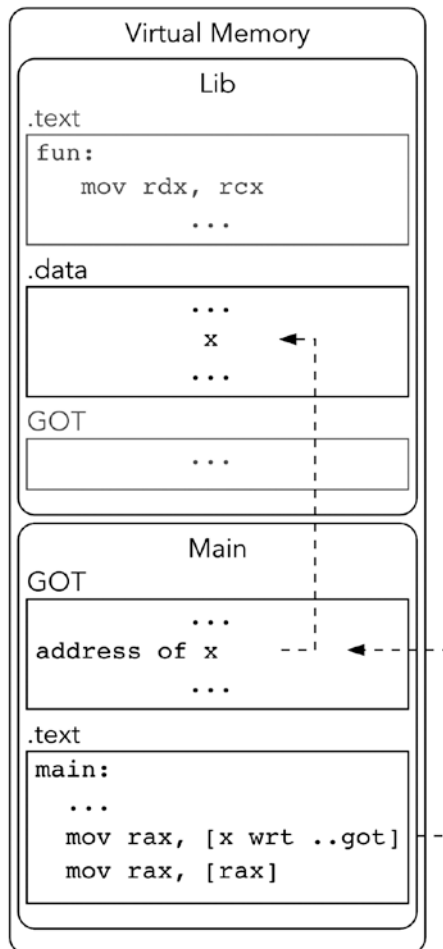 Virtual Memory
Lib
.text
fun:
mov rdx, rcx
...
.data
...
x
...
GOT
...
Main
GOT
...
address of x
...
.text
main:
...
mov rax, [x wrt ..got]
mov rax, [rax]